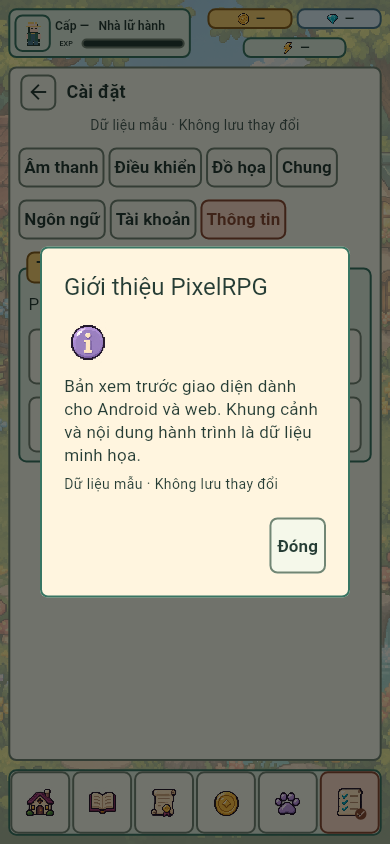 Cấp — Nhà lữ hành
EXP
—
—
—
Cài đặt
Dữ liệu mẫu · Không lưu thay đổi
Âm thanh
Điều khiển
Đồ họa
Chung
Ngôn ngữ
Tài khoản
Thông tin
Giới thiệu PixelRPG
Bản xem trước giao diện dành
cho Android và web. Khung cảnh
và nội dung hành trình là dữ liệu
minh họa.
Dữ liệu mẫu · Không lưu thay đổi
Đóng